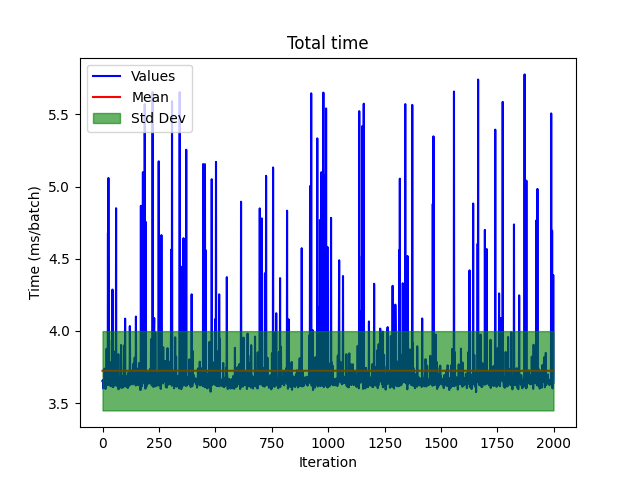 Total time
Values
Mean
Std Dev
5.5
5.0
4.5
4.0
3.5
Time (ms/batch)
0 250 500 750 1000 1250 1500 1750 2000
Iteration